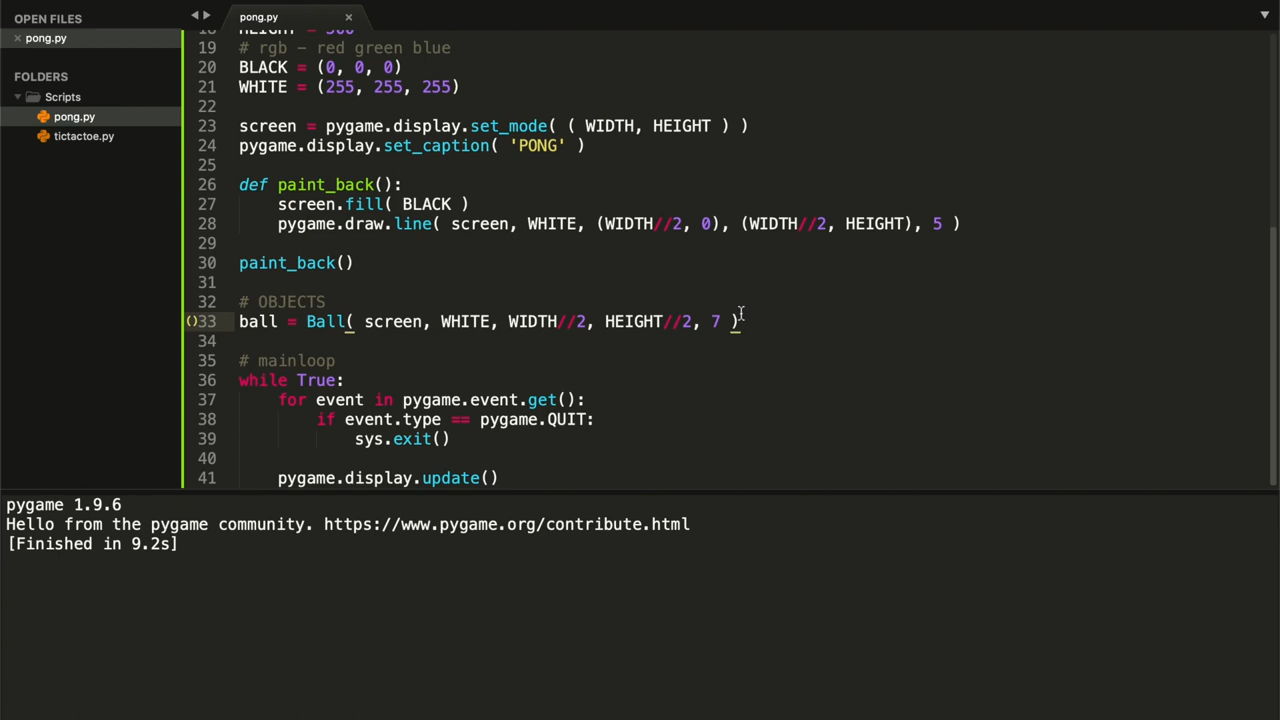 OPEN FILES
pong.py
FOLDERS
Scripts
pong.py
tictactoe.py
pong.py
18 HEIGHT = 500
19 # rgb - red green blue
20 BLACK = (0, 0, 0)
21 WHITE = (255, 255, 255)
22
23 screen = pygame.display.set_mode( ( WIDTH, HEIGHT ) )
24 pygame.display.set_caption( 'PONG' )
25
26 def paint_back():
27 screen.fill( BLACK )
28 pygame.draw.line( screen, WHITE, (WIDTH//2, 0), (WIDTH//2, HEIGHT), 5 )
29
30 paint_back()
31
32 # OBJECTS
33 ball = Ball( screen, WHITE, WIDTH//2, HEIGHT//2, 7 )
34
35 # mainloop
36 while True:
37 for event in pygame.event.get():
38 if event.type == pygame.QUIT:
39 sys.exit()
40
41 pygame.display.update()
pygame 1.9.6
Hello from the pygame community. https://www.pygame.org/contribute.html
[Finished in 9.2s]